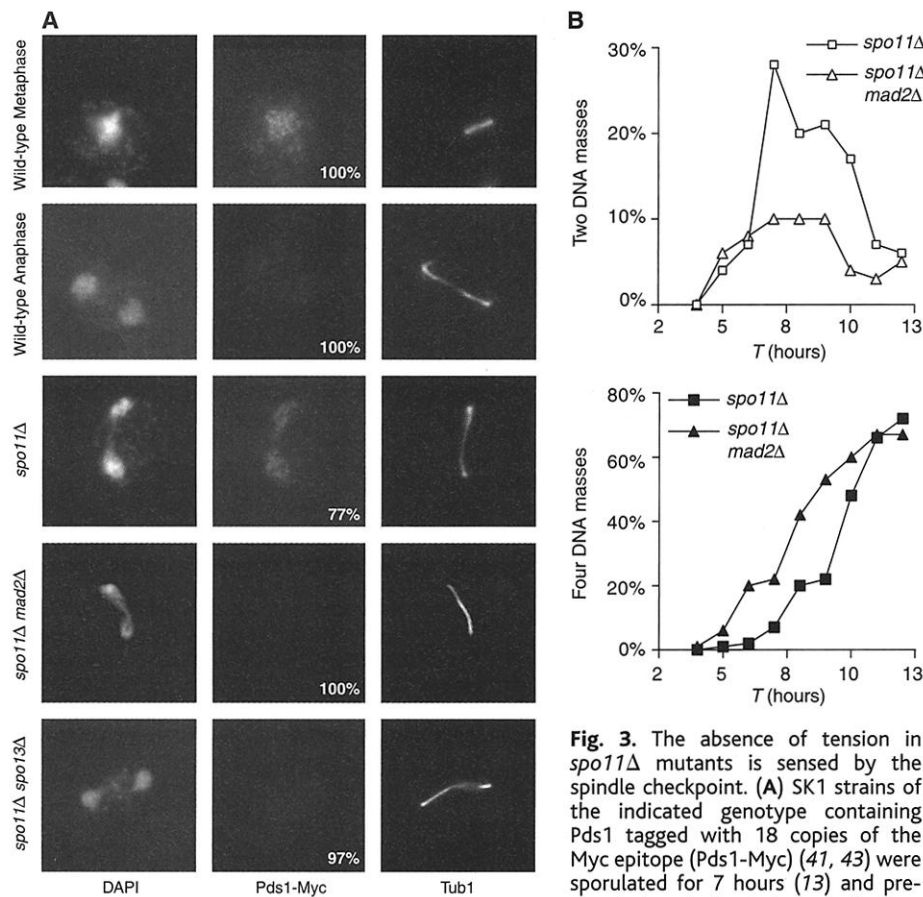 A
Wild-type Metaphase
100%
Wild-type Anaphase
100%
spo11Δ
77%
spo11Δ mad2Δ
100%
spo11Δ spo13Δ
97%
DAPI
Pds1-Myc
Tub1
B
30%
20%
10%
0%
Two DNA masses
spo11Δ
spo11Δ
mad2Δ
2 5 8 10 13
T (hours)
80%
60%
40%
20%
0%
Four DNA masses
spo11Δ
spo11Δ
mad2Δ
2 5 8 10 13
T (hours)
Fig. 3. The absence of tension in
spo11Δ mutants is sensed by the
spindle checkpoint. (A) SK1 strains of
the indicated genotype containing
Pds1 tagged with 18 copies of the
Myc epitope (Pds1-Myc) (41, 43) were
sporulated for 7 hours (13) and pre-